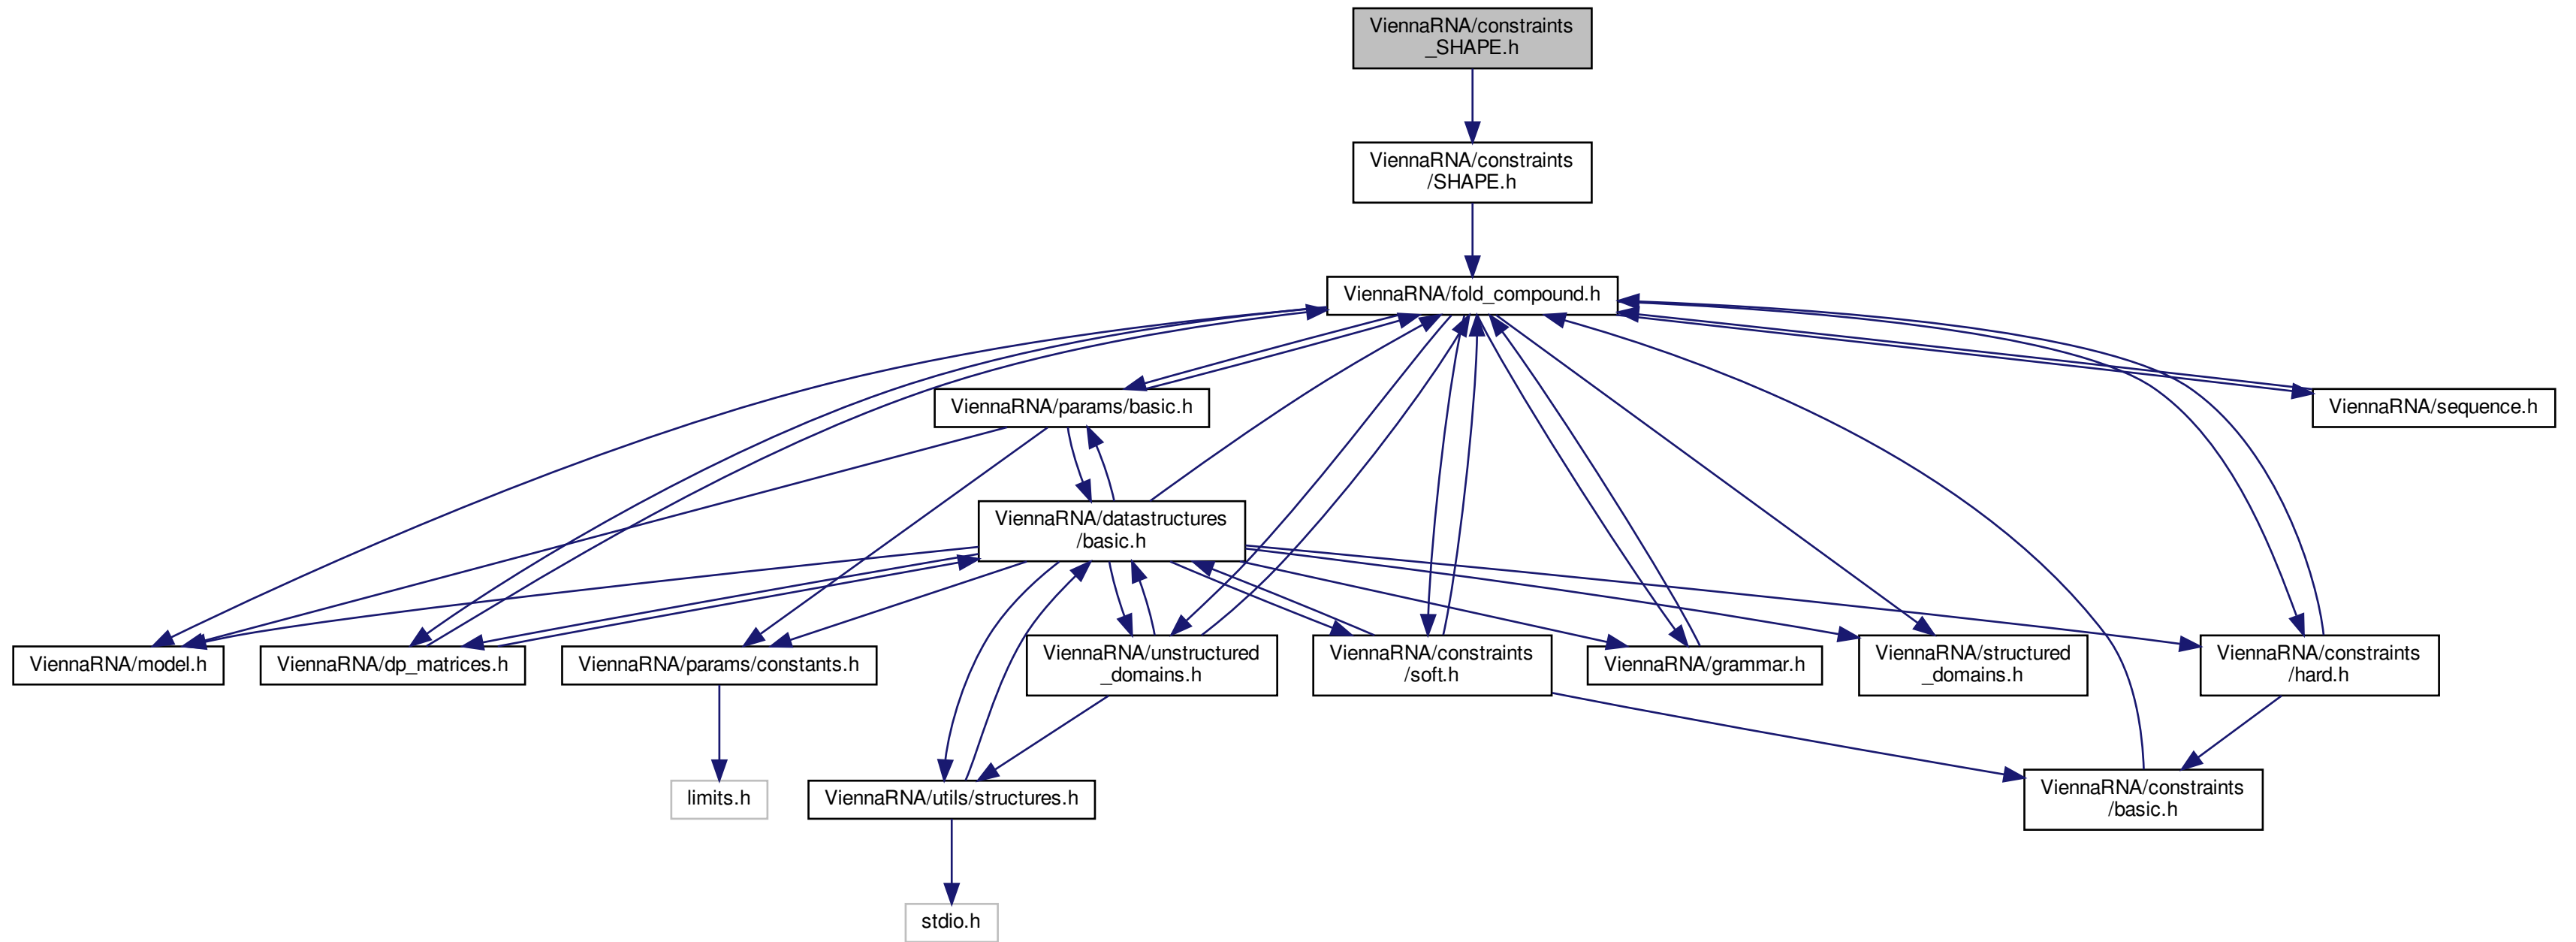 ViennaRNA/constraints
_SHAPE.h
ViennaRNA/constraints
/SHAPE.h
ViennaRNA/fold_compound.h
ViennaRNA/params/basic.h
ViennaRNA/sequence.h
ViennaRNA/datastructures
/basic.h
ViennaRNA/model.h
ViennaRNA/dp_matrices.h
ViennaRNA/params/constants.h
ViennaRNA/unstructured
_domains.h
ViennaRNA/constraints
/soft.h
ViennaRNA/grammar.h
ViennaRNA/structured
_domains.h
ViennaRNA/constraints
/hard.h
limits.h
ViennaRNA/utils/structures.h
ViennaRNA/constraints
/basic.h
stdio.h